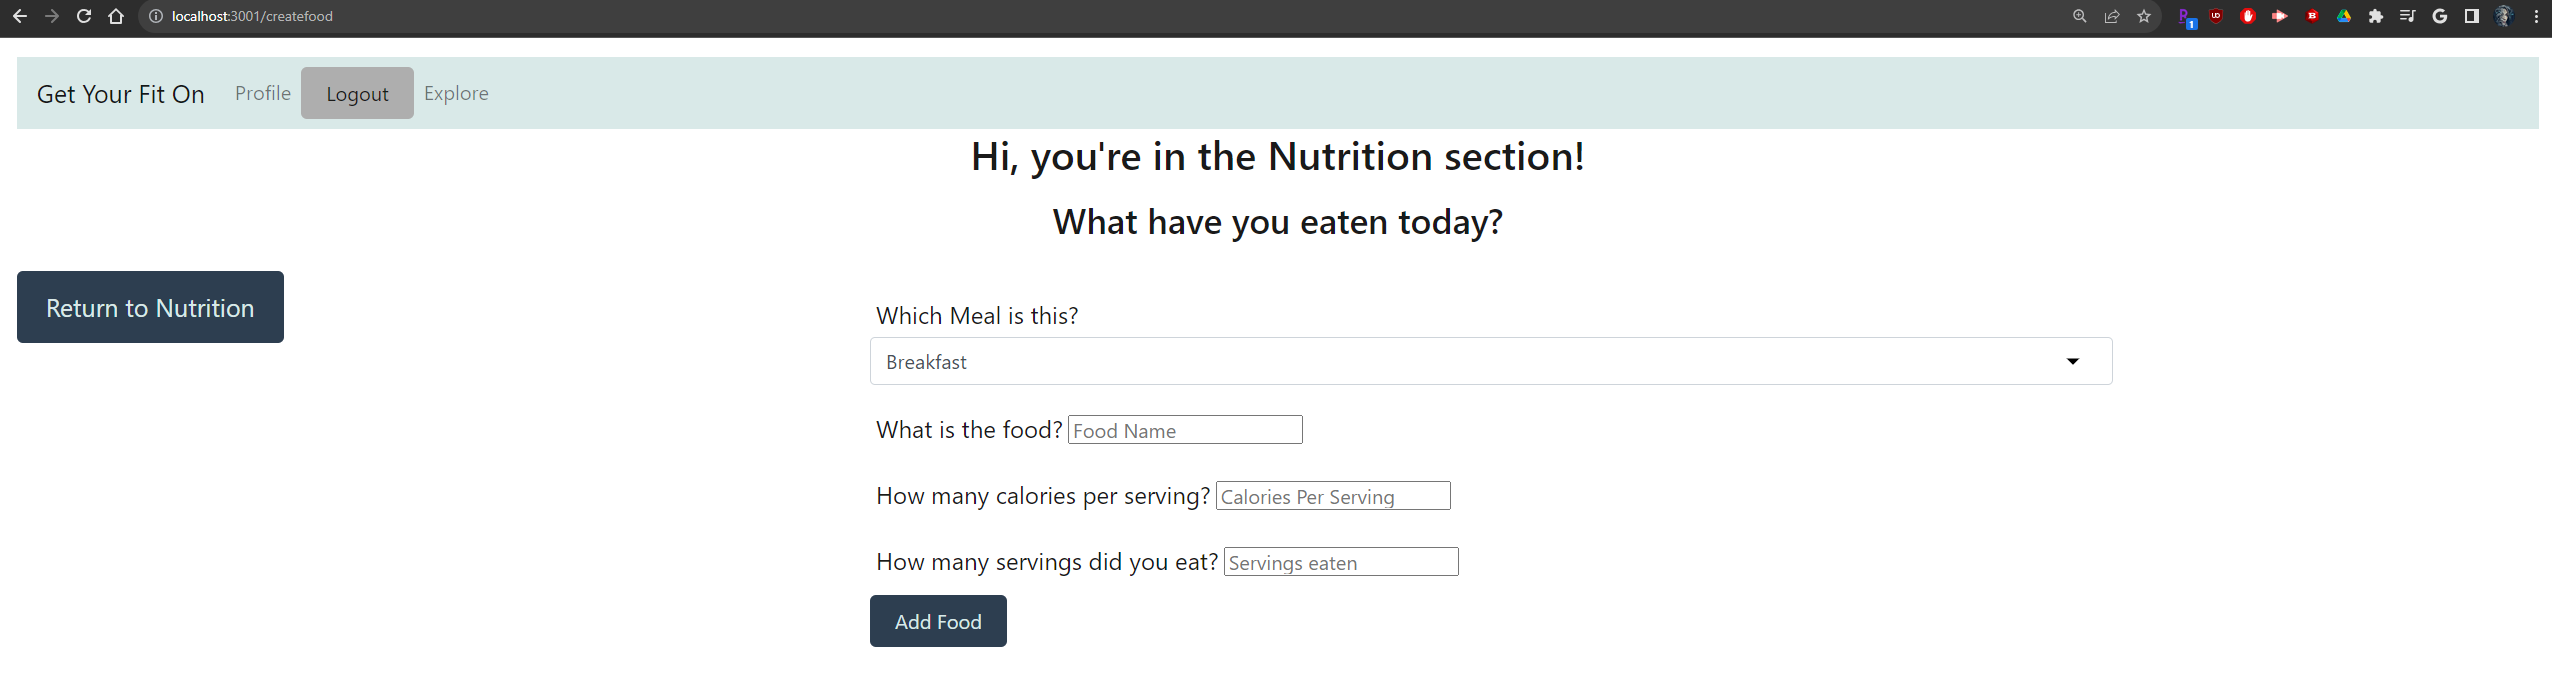 localhost:3001/createfood
1
Get Your Fit On Profile Logout Explore
Hi, you're in the Nutrition section!
What have you eaten today?
Return to Nutrition
Which Meal is this?
Breakfast
What is the food? Food Name
How many calories per serving? Calories Per Serving
How many servings did you eat? Servings eaten
Add Food